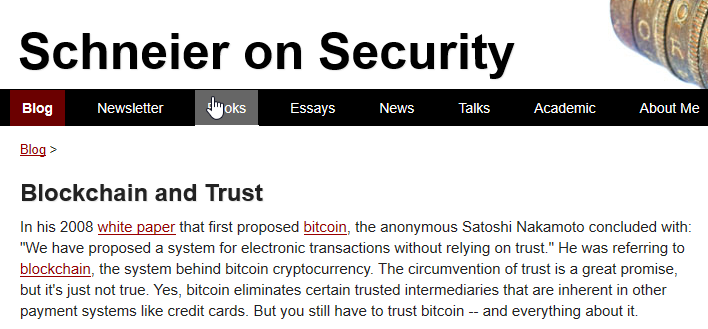 Schneier on Security
Blog Newsletter Books Essays News Talks Academic About Me
Blog >
Blockchain and Trust
In his 2008 white paper that first proposed bitcoin, the anonymous Satoshi Nakamoto concluded with:
"We have proposed a system for electronic transactions without relying on trust." He was referring to
blockchain, the system behind bitcoin cryptocurrency. The circumvention of trust is a great promise,
but it's just not true. Yes, bitcoin eliminates certain trusted intermediaries that are inherent in other
payment systems like credit cards. But you still have to trust bitcoin -- and everything about it.